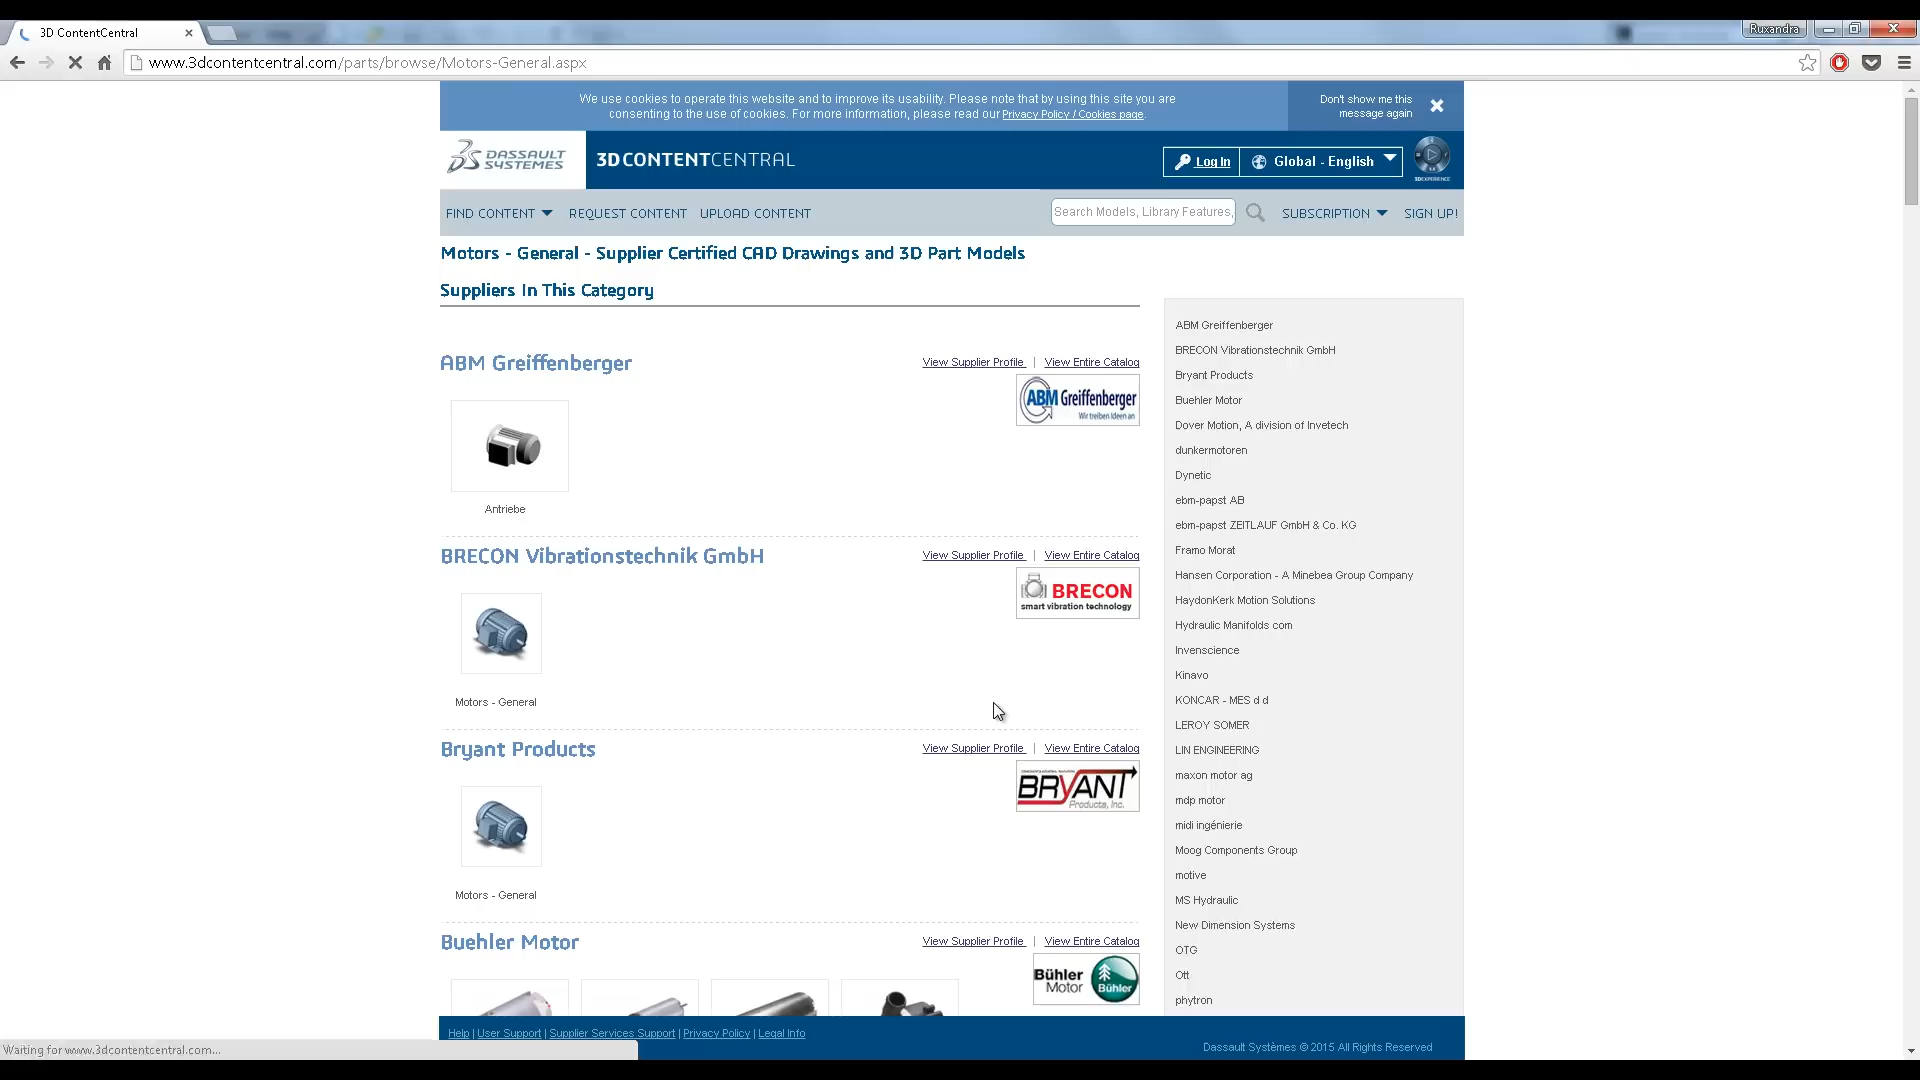 3D ContentCentral
Ruxandra
www.3dcontentcentral.com/parts/browse/Motors-General.aspx
We use cookies to operate this website and to improve its usability. Please note that by using this site you are
consenting to the use of cookies. For more information, please read our Privacy Policy / Cookies page.
Don't show me this
message again
DASSAULT
SYSTEMES
3DCONTENTCENTRAL
Log In
Global - English
3DEXPERIENCE
FIND CONTENT
REQUEST CONTENT
UPLOAD CONTENT
Search Models, Library Features,
SUBSCRIPTION
SIGN UP!
Motors - General - Supplier Certified CAD Drawings and 3D Part Models
Suppliers In This Category
ABM Greiffenberger
View Supplier Profile | View Entire Catalog
ABM Greiffenberger
Wir treiben Ideen an
Antriebe
BRECON Vibrationstechnik GmbH
View Supplier Profile | View Entire Catalog
BRECON
smart vibration technology
Motors - General
Bryant Products
View Supplier Profile | View Entire Catalog
BRYANT
Products, Inc.
Motors - General
Buehler Motor
View Supplier Profile | View Entire Catalog
Bühler
Motor
Bühler
ABM Greiffenberger
BRECON Vibrationstechnik GmbH
Bryant Products
Buehler Motor
Dover Motion, A division of Invetech
dunkermotoren
Dynetic
ebm-papst AB
ebm-papst ZEITLAUF GmbH & Co. KG
Framo Morat
Hansen Corporation - A Minebea Group Company
HaydonKerk Motion Solutions
Hydraulic Manifolds com
Invenscience
Kinavo
KONCAR - MES d d
LEROY SOMER
LIN ENGINEERING
maxon motor ag
mdp motor
midi ingénierie
Moog Components Group
motive
MS Hydraulic
New Dimension Systems
OTG
Ott
phytron
Help | User Support | Supplier Services Support | Privacy Policy | Legal Info
Dassault Systèmes © 2015 All Rights Reserved
Waiting for www.3dcontentcentral.com...